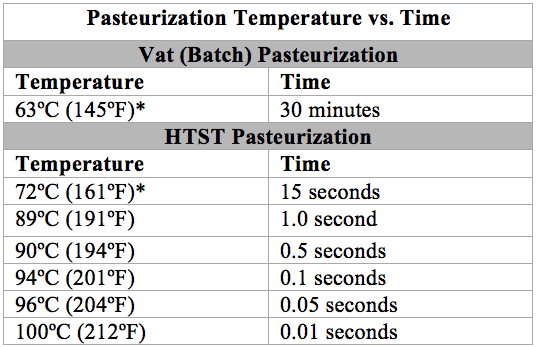 Pasteurization Temperature vs. Time
Vat (Batch) Pasteurization
Temperature Time
63ºC (145ºF)* 30 minutes
HTST Pasteurization
Temperature Time
72ºC (161ºF)* 15 seconds
89ºC (191ºF) 1.0 second
90ºC (194ºF) 0.5 seconds
94ºC (201ºF) 0.1 seconds
96ºC (204ºF) 0.05 seconds
100ºC (212ºF) 0.01 seconds